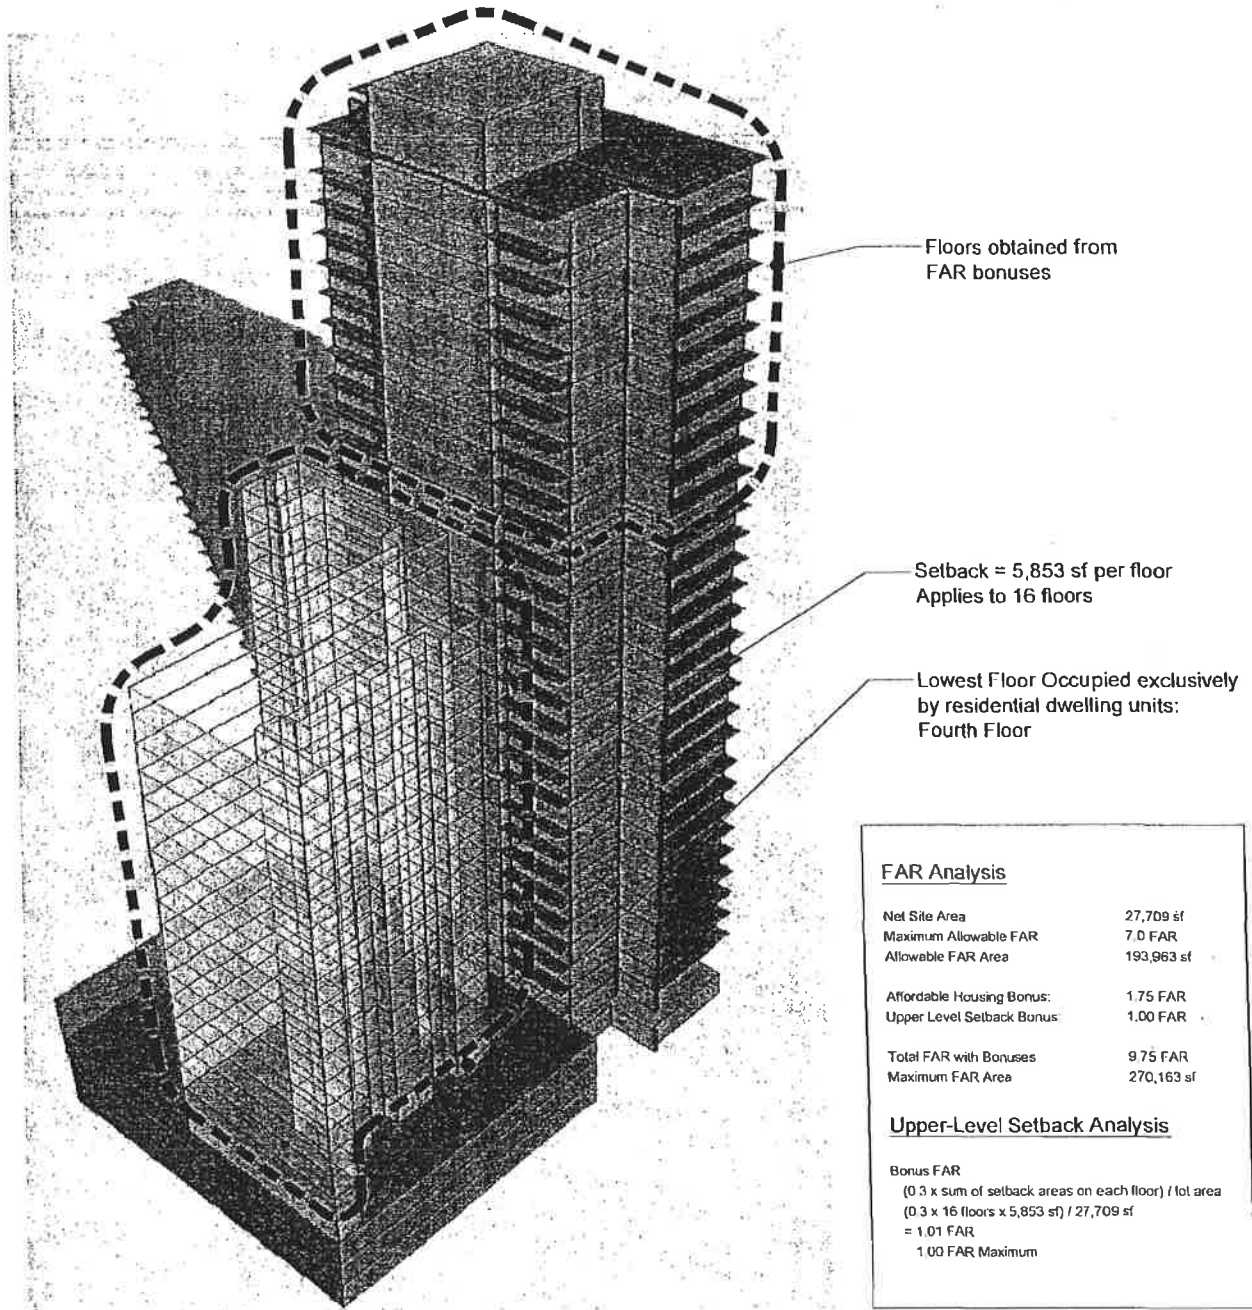 Floors obtained from
FAR bonuses
Setback = 5,853 sf per floor
Applies to 16 floors
Lowest Floor Occupied exclusively
by residential dwelling units:
Fourth Floor
FAR Analysis
Net Site Area 27,709 sf
Maximum Allowable FAR 7.0 FAR
Allowable FAR Area 193,963 sf
Affordable Housing Bonus: 1.75 FAR
Upper Level Setback Bonus: 1.00 FAR
Total FAR with Bonuses 9.75 FAR
Maximum FAR Area 270,163 sf
Upper-Level Setback Analysis
Bonus FAR
(0.3 x sum of setback areas on each floor) / lot area
(0.3 x 16 floors x 5,853 sf) / 27,709 sf
= 1.01 FAR
1.00 FAR Maximum